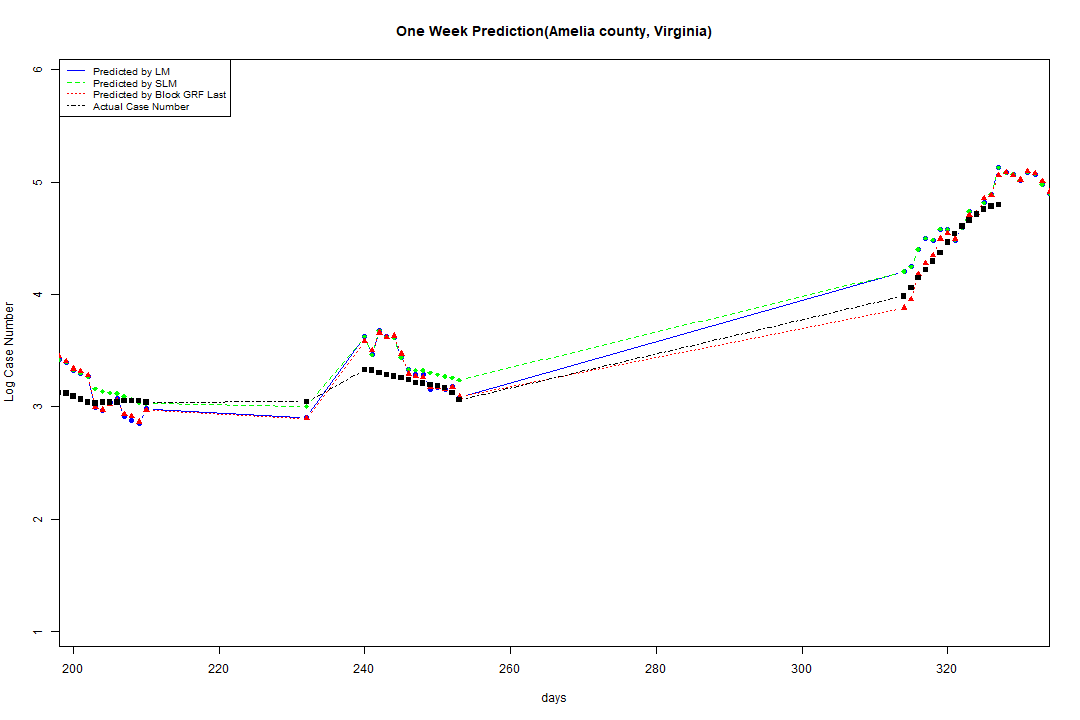 One Week Prediction(Amelia county, Virginia)
Predicted by LM
Predicted by SLM
Predicted by Block GRF Last
Actual Case Number
6
5
4
3
2
1
Log Case Number
200 220 240 260 280 300 320
days